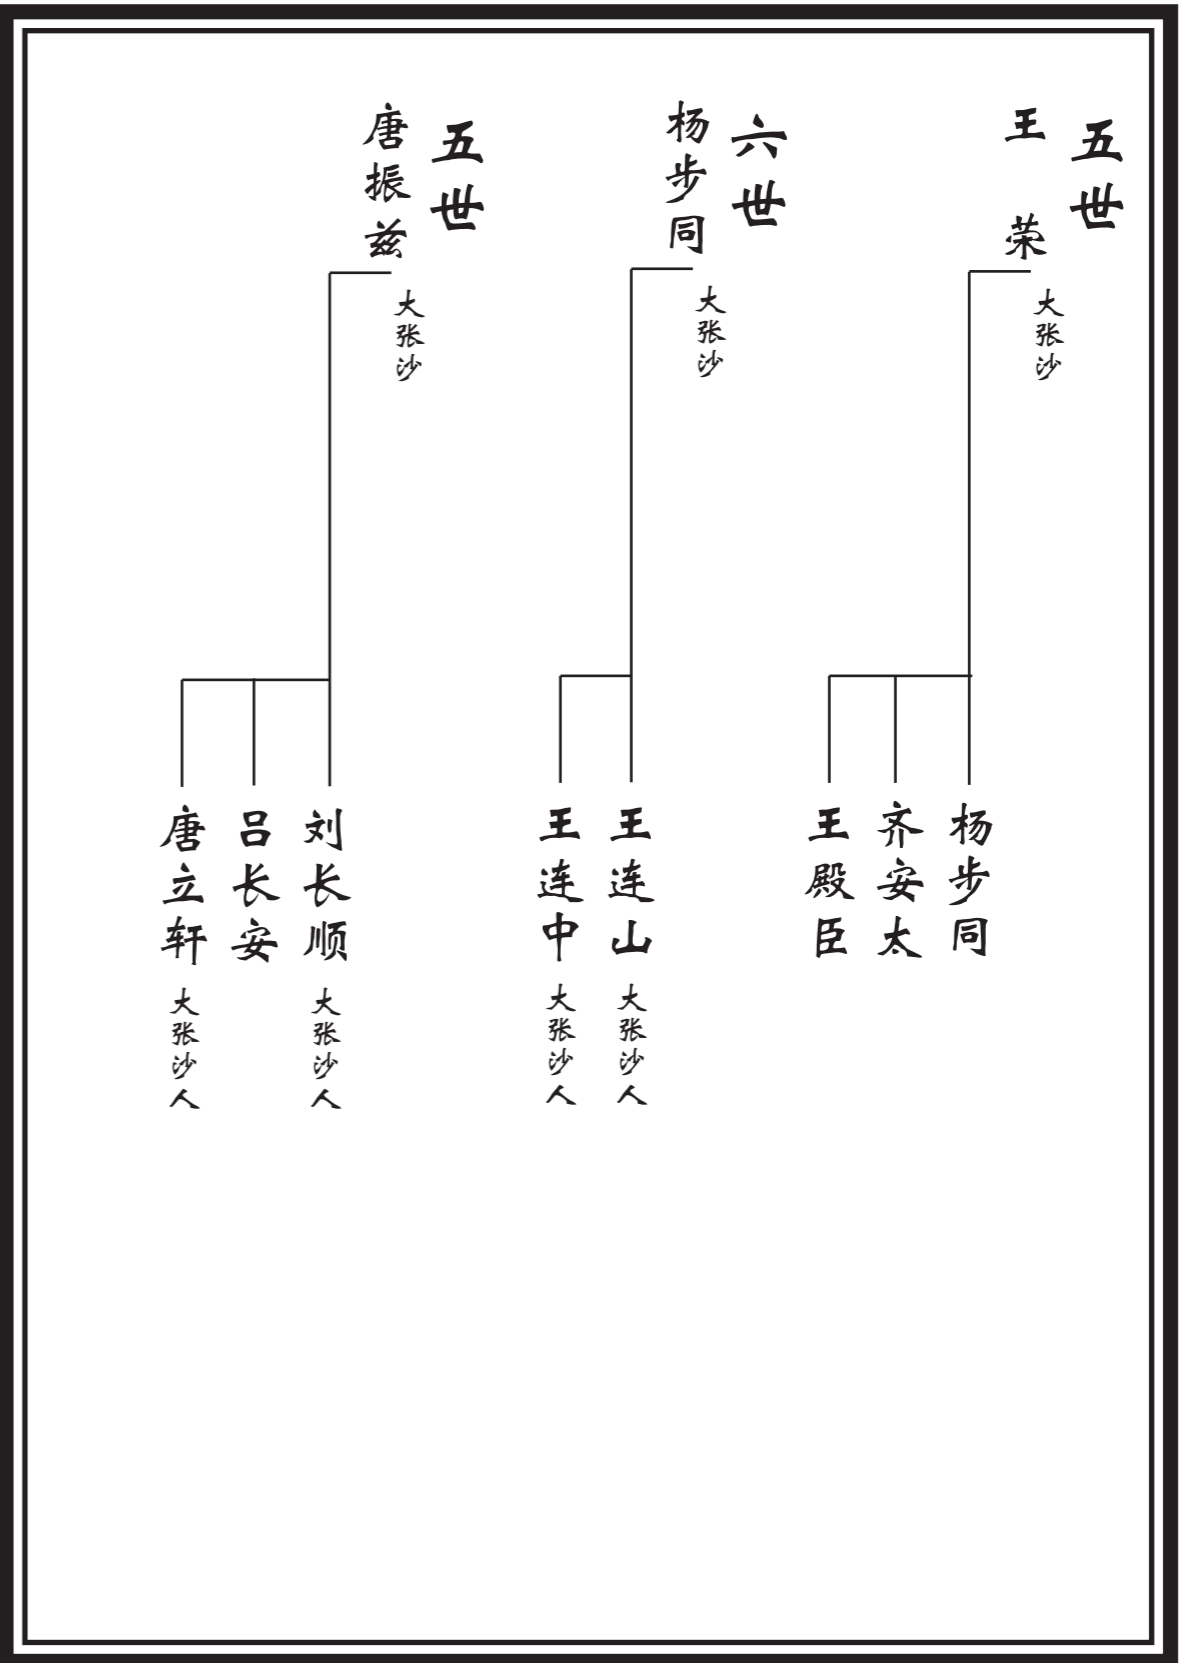 五世
王荣
大张沙
杨步同
齐安太
王殿臣
六世
杨步同
大张沙
王连山
大张沙人
王连中
大张沙人
五世
唐振兹
大张沙
刘长顺
大张沙人
吕长安
唐立轩
大张沙人